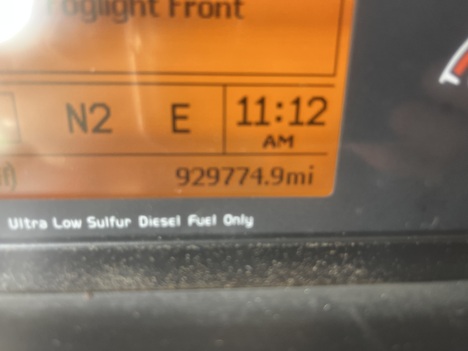 Foglight Front
N2 E 11:12
AM
929774.9mi
Ultra Low Sulfur Diesel Fuel Only